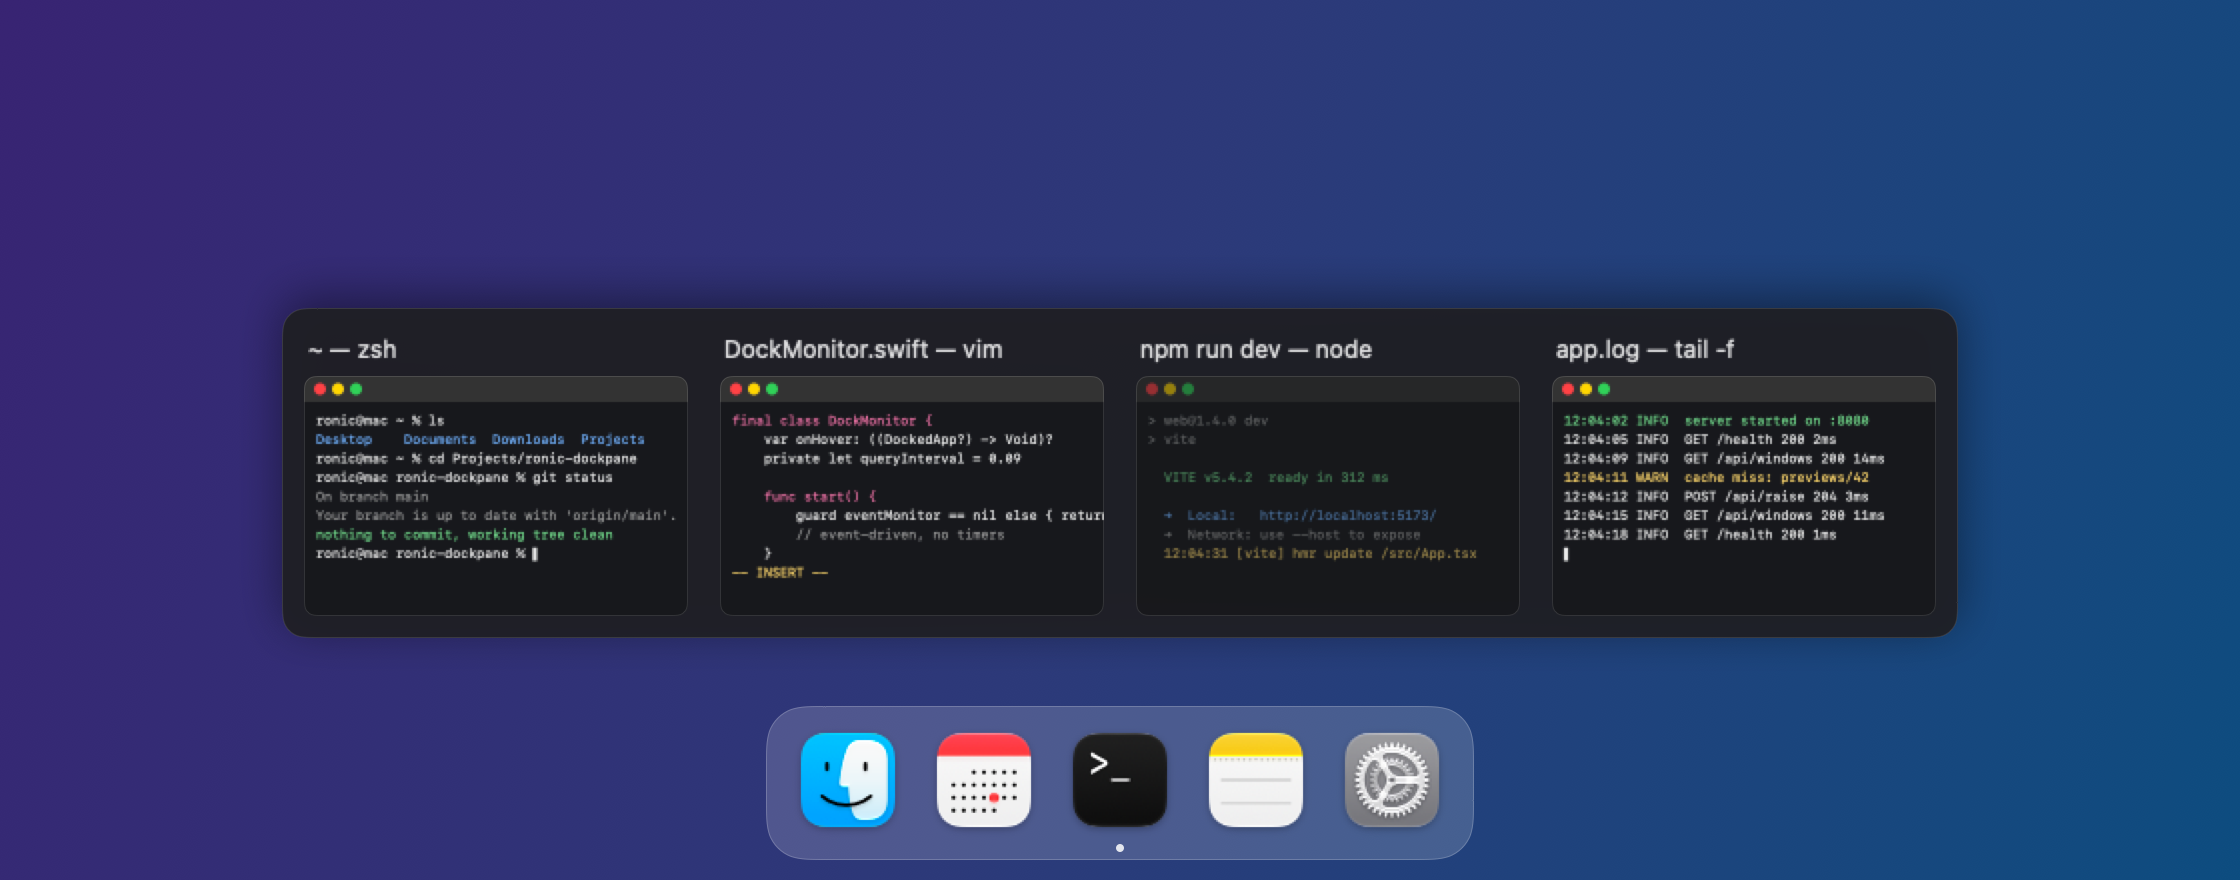 ~ — zsh
ronic@mac ~ % ls
Desktop    Documents  Downloads  Projects
ronic@mac ~ % cd Projects/ronic-dockpane
ronic@mac ronic-dockpane % git status
On branch main
Your branch is up to date with 'origin/main'.
nothing to commit, working tree clean
ronic@mac ronic-dockpane %
DockMonitor.swift — vim
final class DockMonitor {
    var onHover: ((DockedApp?) -> Void)?
    private let queryInterval = 0.09
    func start() {
        guard eventMonitor == nil else { return
        // event-driven, no timers
    }
-- INSERT --
npm run dev — node
> web@1.4.0 dev
> vite
  VITE v5.4.2  ready in 312 ms
  ➜  Local:   http://localhost:5173/
  ➜  Network: use --host to expose
  12:04:31 [vite] hmr update /src/App.tsx
app.log — tail -f
12:04:02 INFO  server started on :8080
12:04:05 INFO  GET /health 200 2ms
12:04:09 INFO  GET /api/windows 200 14ms
12:04:11 WARN  cache miss: previews/42
12:04:12 INFO  POST /api/raise 204 3ms
12:04:15 INFO  GET /api/windows 200 11ms
12:04:18 INFO  GET /health 200 1ms
>_